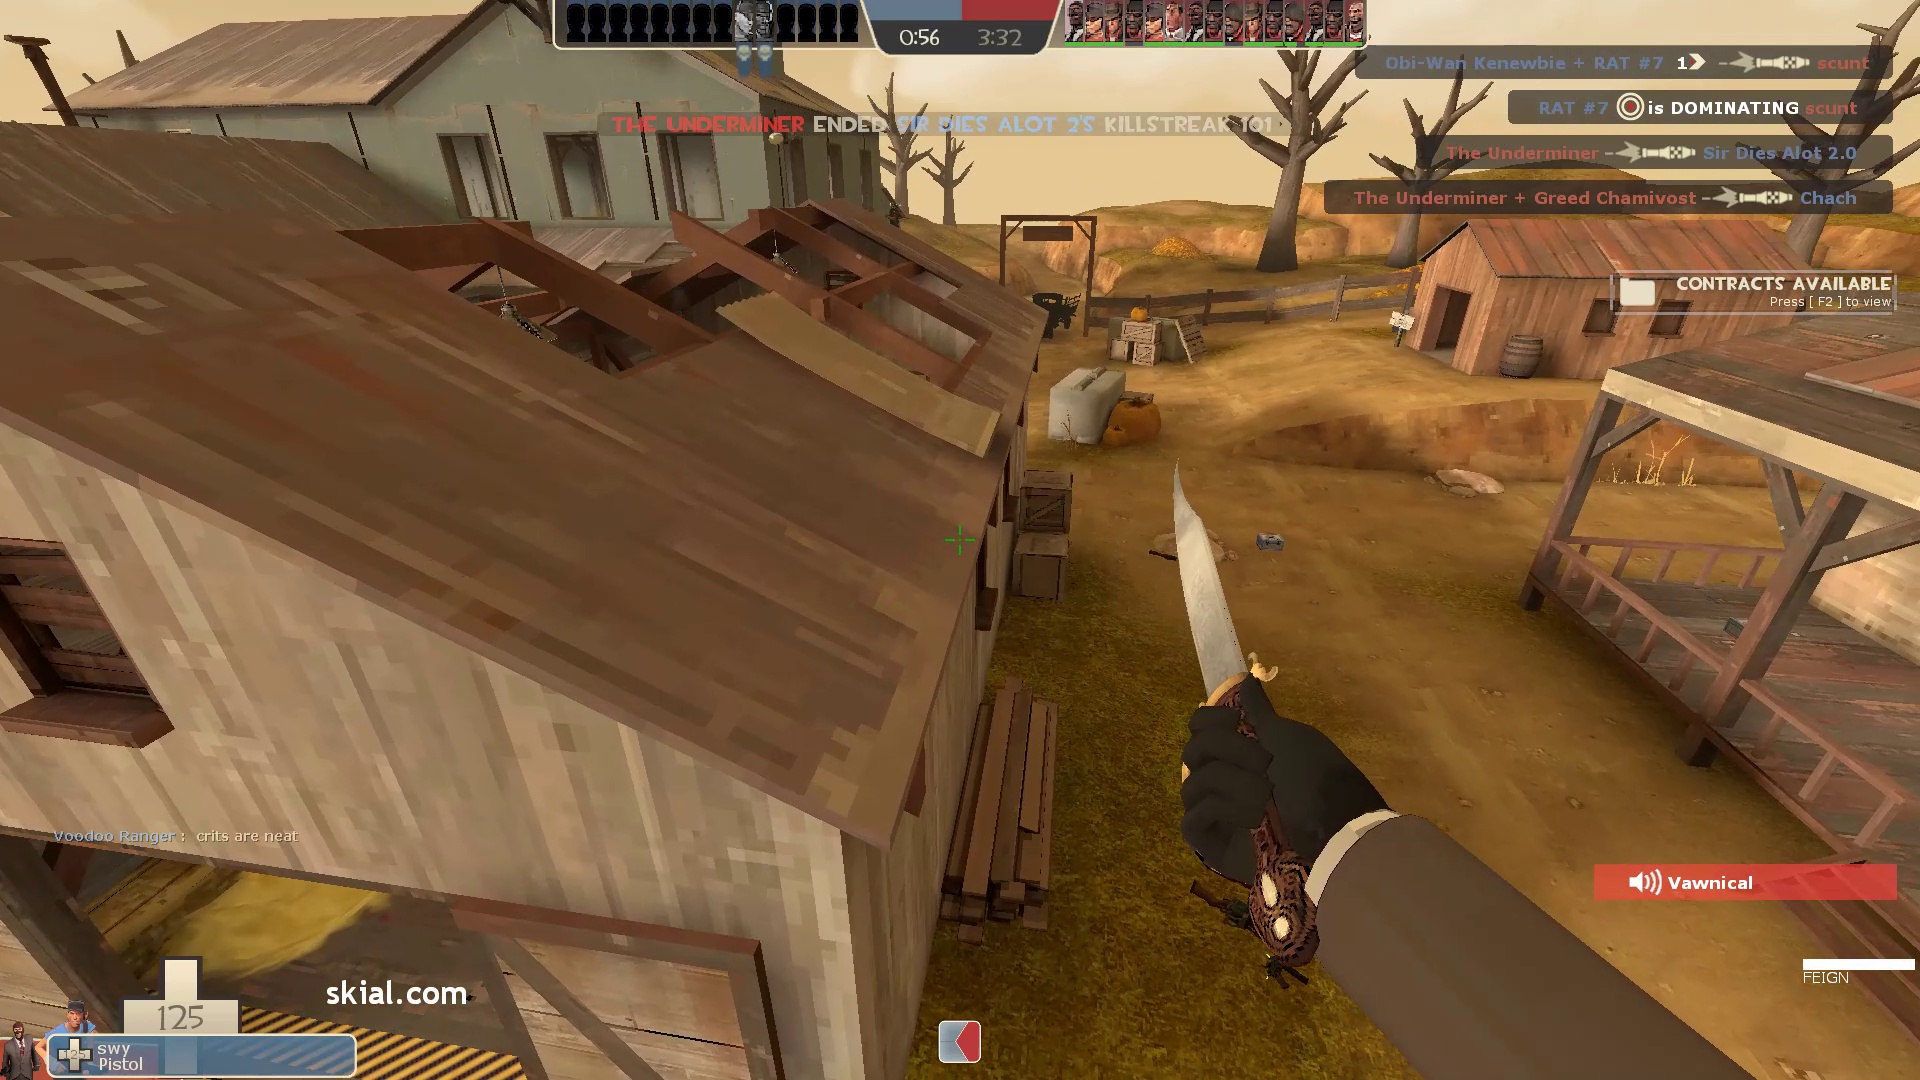 0:56 3:32
Obi-Wan Kenewbie + RAT #7 1 scunt
RAT #7 is DOMINATING scunt
THE UNDERMINER ENDED SIR DIES ALOT 2'S KILLSTREAK 101
The Underminer Sir Dies Alot 2.0
The Underminer + Greed Chamivost Chach
CONTRACTS AVAILABLE
Press [ F2 ] to view
Voodoo Ranger : crits are neat
Vawnical
FEIGN
skial.com
125
125
swy
Pistol